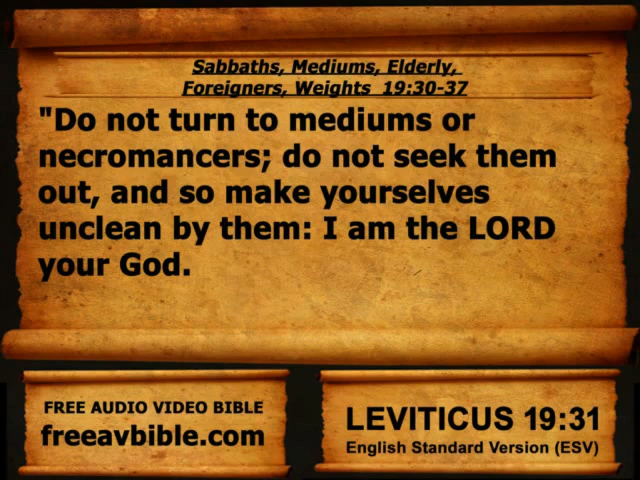 Sabbaths, Mediums, Elderly,
Foreigners, Weights 19:30-37
"Do not turn to mediums or
necromancers; do not seek them
out, and so make yourselves
unclean by them: I am the LORD
your God.
FREE AUDIO VIDEO BIBLE
freeavbible.com
LEVITICUS 19:31
English Standard Version (ESV)